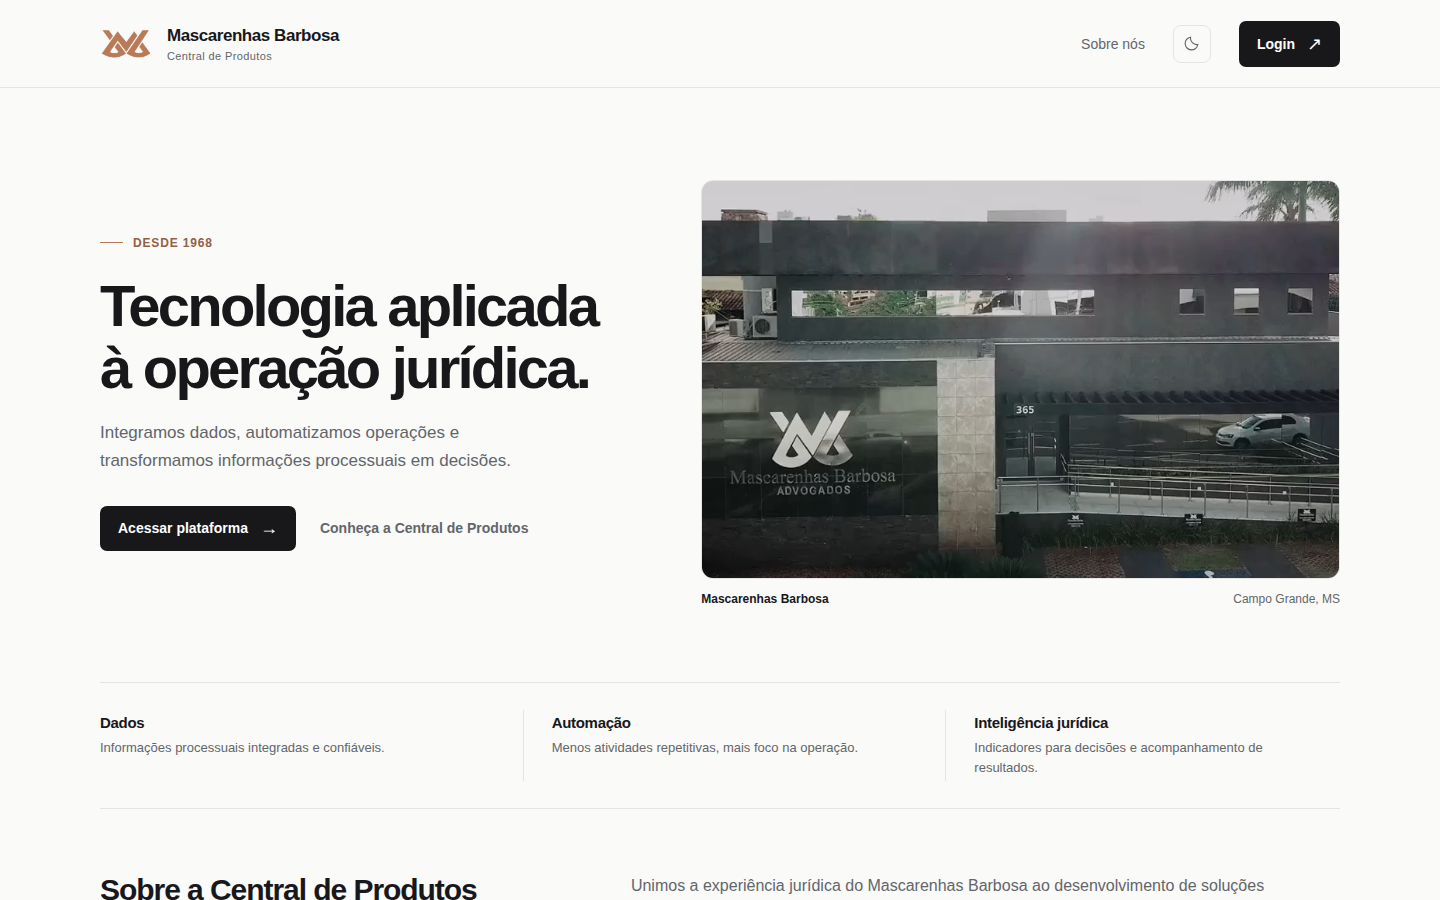 Mascarenhas Barbosa
Central de Produtos
Sobre nós
Login ↗
DESDE 1968
Tecnologia aplicada
à operação jurídica.
Integramos dados, automatizamos operações e
transformamos informações processuais em decisões.
Acessar plataforma →
Conheça a Central de Produtos
365
Mascarenhas Barbosa
ADVOGADOS
Mascarenhas Barbosa
Campo Grande, MS
Dados
Informações processuais integradas e confiáveis.
Automação
Menos atividades repetitivas, mais foco na operação.
Inteligência jurídica
Indicadores para decisões e acompanhamento de
resultados.
Sobre a Central de Produtos
Unimos a experiência jurídica do Mascarenhas Barbosa ao desenvolvimento de soluções